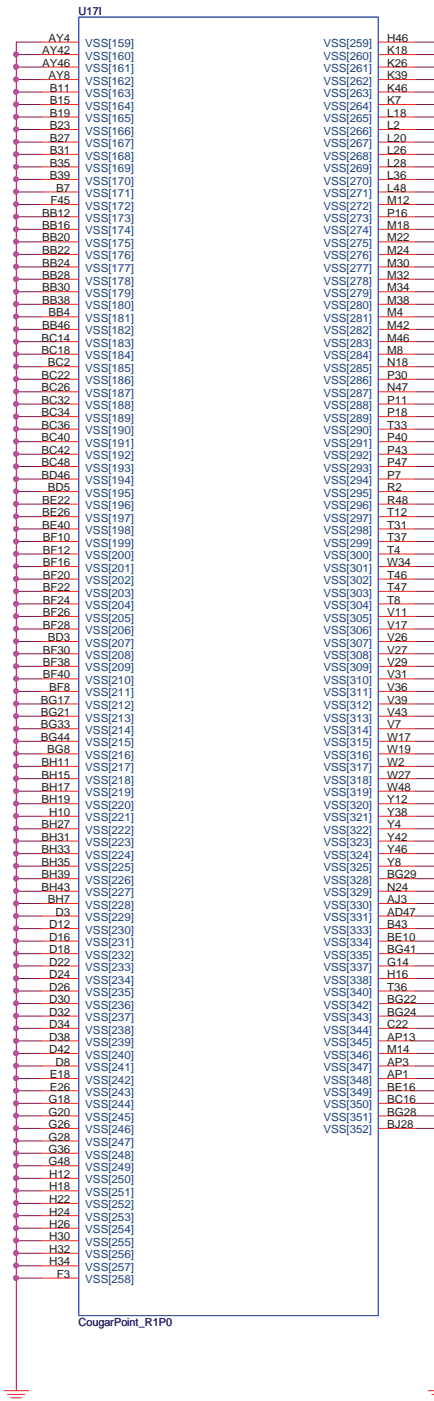 U17I
AY4 VSS[159]
AY42 VSS[160]
AY46 VSS[161]
AY8 VSS[162]
B11 VSS[163]
B15 VSS[164]
B19 VSS[165]
B23 VSS[166]
B27 VSS[167]
B31 VSS[168]
B35 VSS[169]
B39 VSS[170]
B7 VSS[171]
F45 VSS[172]
BB12 VSS[173]
BB16 VSS[174]
BB20 VSS[175]
BB22 VSS[176]
BB24 VSS[177]
BB28 VSS[178]
BB30 VSS[179]
BB38 VSS[180]
BB4 VSS[181]
BB46 VSS[182]
BC14 VSS[183]
BC18 VSS[184]
BC2 VSS[185]
BC22 VSS[186]
BC26 VSS[187]
BC32 VSS[188]
BC34 VSS[189]
BC36 VSS[190]
BC40 VSS[191]
BC42 VSS[192]
BC48 VSS[193]
BD46 VSS[194]
BD5 VSS[195]
BE22 VSS[196]
BE26 VSS[197]
BE40 VSS[198]
BF10 VSS[199]
BF12 VSS[200]
BF16 VSS[201]
BF20 VSS[202]
BF22 VSS[203]
BF24 VSS[204]
BF26 VSS[205]
BF28 VSS[206]
BD3 VSS[207]
BF30 VSS[208]
BF38 VSS[209]
BF40 VSS[210]
BF8 VSS[211]
BG17 VSS[212]
BG21 VSS[213]
BG33 VSS[214]
BG44 VSS[215]
BG8 VSS[216]
BH11 VSS[217]
BH15 VSS[218]
BH17 VSS[219]
BH19 VSS[220]
H10 VSS[221]
BH27 VSS[222]
BH31 VSS[223]
BH33 VSS[224]
BH35 VSS[225]
BH39 VSS[226]
BH43 VSS[227]
BH7 VSS[228]
D3 VSS[229]
D12 VSS[230]
D16 VSS[231]
D18 VSS[232]
D22 VSS[233]
D24 VSS[234]
D26 VSS[235]
D30 VSS[236]
D32 VSS[237]
D34 VSS[238]
D38 VSS[239]
D42 VSS[240]
D8 VSS[241]
E18 VSS[242]
E26 VSS[243]
G18 VSS[244]
G20 VSS[245]
G26 VSS[246]
G28 VSS[247]
G36 VSS[248]
G48 VSS[249]
H12 VSS[250]
H18 VSS[251]
H22 VSS[252]
H24 VSS[253]
H26 VSS[254]
H30 VSS[255]
H32 VSS[256]
H34 VSS[257]
F3 VSS[258]
VSS[259] H46
VSS[260] K18
VSS[261] K26
VSS[262] K39
VSS[263] K46
VSS[264] K7
VSS[265] L18
VSS[266] L2
VSS[267] L20
VSS[268] L26
VSS[269] L28
VSS[270] L36
VSS[271] L48
VSS[272] M12
VSS[273] P16
VSS[274] M18
VSS[275] M22
VSS[276] M24
VSS[277] M30
VSS[278] M32
VSS[279] M34
VSS[280] M38
VSS[281] M4
VSS[282] M42
VSS[283] M46
VSS[284] M8
VSS[285] N18
VSS[286] P30
VSS[287] N47
VSS[288] P11
VSS[289] P18
VSS[290] T33
VSS[291] P40
VSS[292] P43
VSS[293] P47
VSS[294] P7
VSS[295] R2
VSS[296] R48
VSS[297] T12
VSS[298] T31
VSS[299] T37
VSS[300] T4
VSS[301] W34
VSS[302] T46
VSS[303] T47
VSS[304] T8
VSS[305] V11
VSS[306] V17
VSS[307] V26
VSS[308] V27
VSS[309] V29
VSS[310] V31
VSS[311] V36
VSS[312] V39
VSS[313] V43
VSS[314] V7
VSS[315] W17
VSS[316] W19
VSS[317] W2
VSS[318] W27
VSS[319] W48
VSS[320] Y12
VSS[321] Y38
VSS[322] Y4
VSS[323] Y42
VSS[324] Y46
VSS[325] Y8
VSS[328] BG29
VSS[329] N24
VSS[330] AJ3
VSS[331] AD47
VSS[333] B43
VSS[334] BE10
VSS[335] BG41
VSS[337] G14
VSS[338] H16
VSS[340] T36
VSS[342] BG22
VSS[343] BG24
VSS[344] C22
VSS[345] AP13
VSS[346] M14
VSS[347] AP3
VSS[348] AP1
VSS[349] BE16
VSS[350] BC16
VSS[351] BG28
VSS[352] BJ28
CougarPoint_R1P0